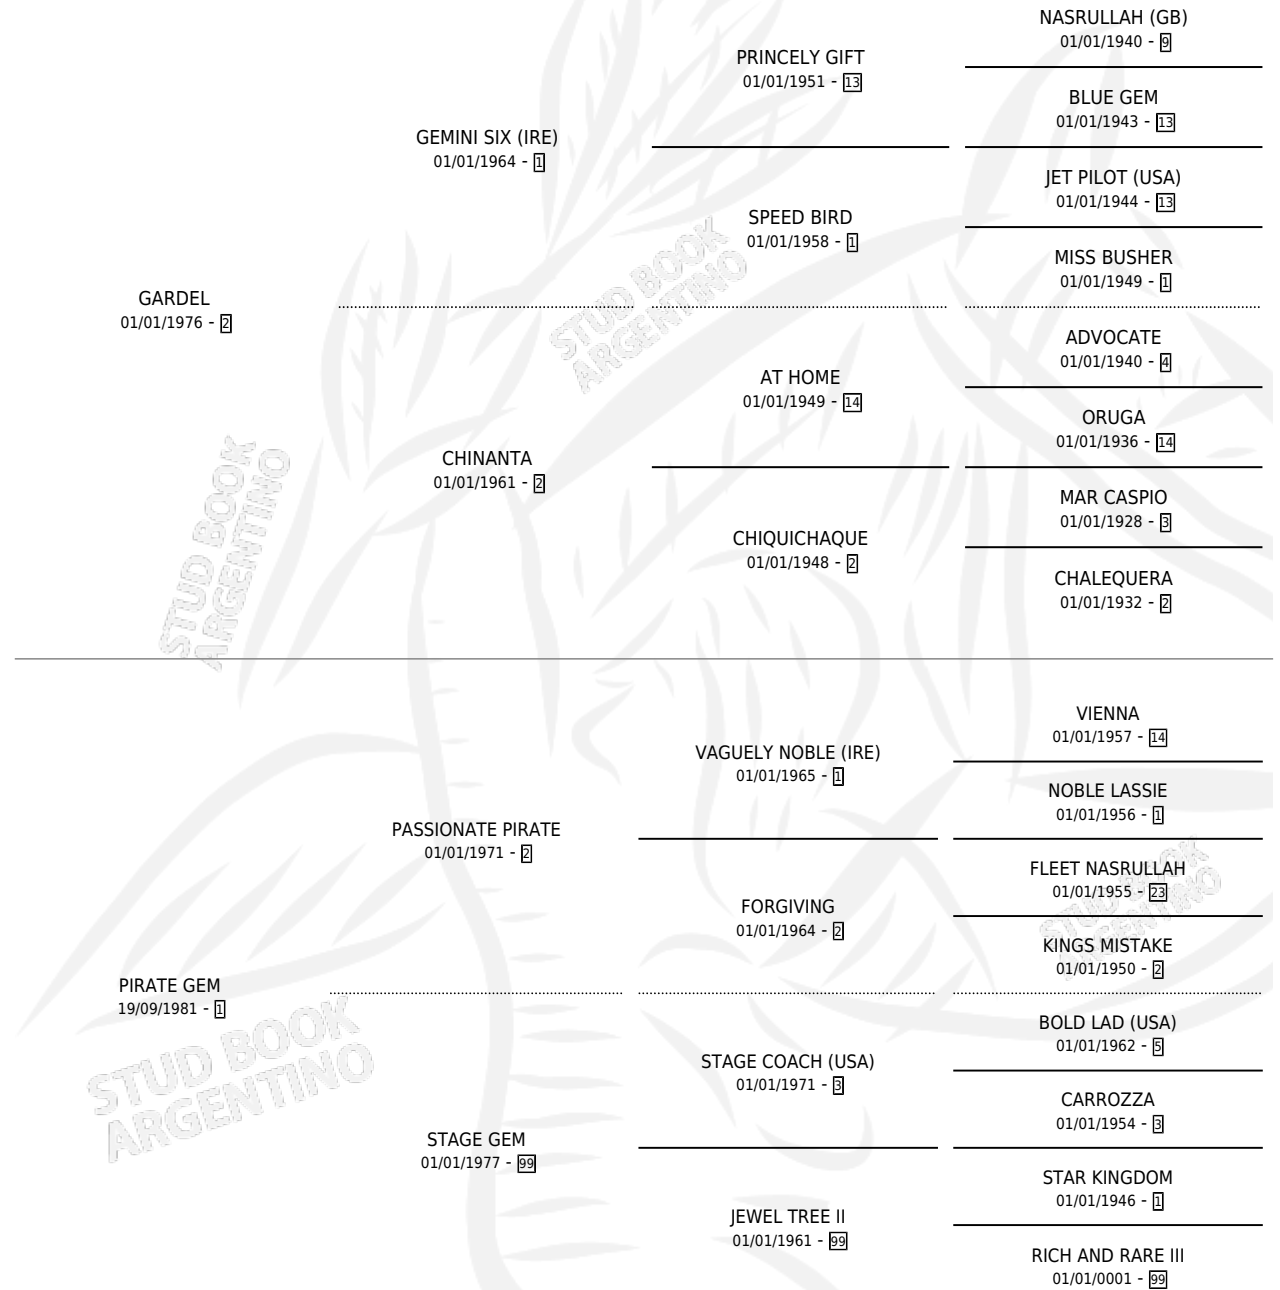 NASRULLAH (GB)
01/01/1940 - 9
PRINCELY GIFT
01/01/1951 - 13
BLUE GEM
01/01/1943 - 13
GEMINI SIX (IRE)
01/01/1964 - 1
JET PILOT (USA)
01/01/1944 - 13
SPEED BIRD
01/01/1958 - 1
MISS BUSHER
01/01/1949 - 1
GARDEL
01/01/1976 - 2
ADVOCATE
01/01/1940 - 4
AT HOME
01/01/1949 - 14
ORUGA
01/01/1936 - 14
CHINANTA
01/01/1961 - 2
MAR CASPIO
01/01/1928 - 3
CHIQUICHAQUE
01/01/1948 - 2
CHALEQUERA
01/01/1932 - 2
STUD BOOK
ARGENTINO
STUD BOOK
ARGENTINO
VIENNA
01/01/1957 - 14
VAGUELY NOBLE (IRE)
01/01/1965 - 1
NOBLE LASSIE
01/01/1956 - 1
PASSIONATE PIRATE
01/01/1971 - 2
FLEET NASRULLAH
01/01/1955 - 23
FORGIVING
01/01/1964 - 2
KINGS MISTAKE
01/01/1950 - 2
PIRATE GEM
19/09/1981 - 1
BOLD LAD (USA)
01/01/1962 - 5
STAGE COACH (USA)
01/01/1971 - 3
CARROZZA
01/01/1954 - 3
STAGE GEM
01/01/1977 - 99
STAR KINGDOM
01/01/1946 - 1
JEWEL TREE II
01/01/1961 - 99
RICH AND RARE III
01/01/0001 - 99
STUD BOOK
ARGENTINO
STUD BOOK
ARGENTINO